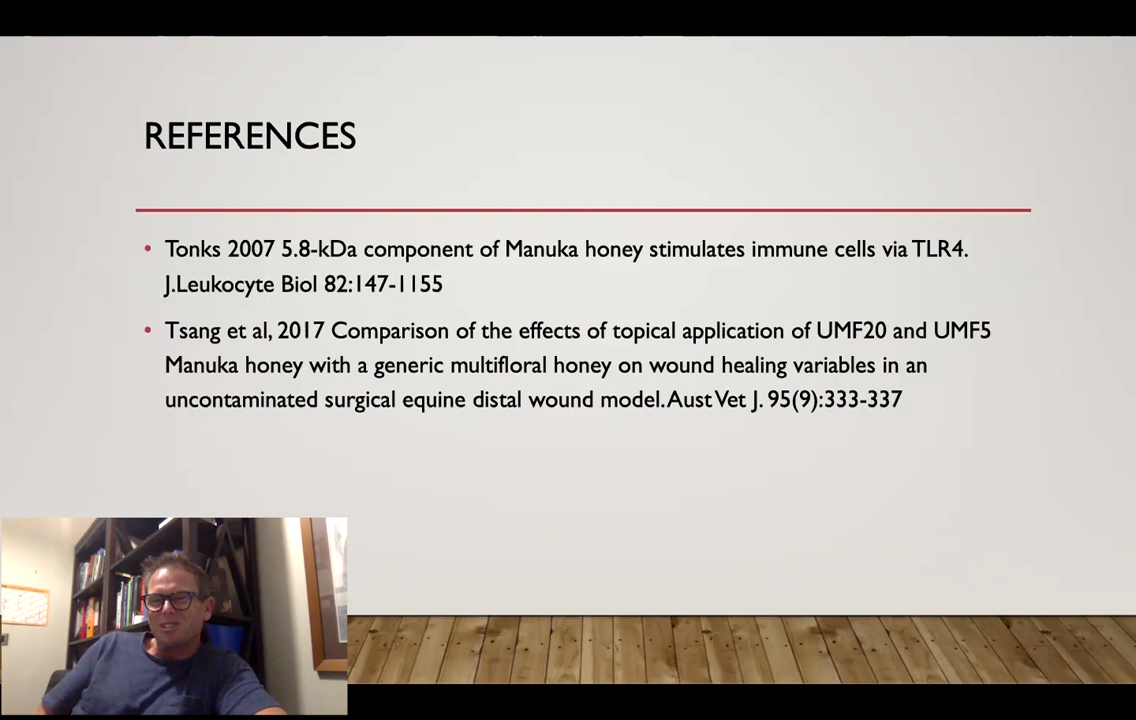 REFERENCES
• Tonks 2007 5.8-kDa component of Manuka honey stimulates immune cells via TLR4.
J.Leukocyte Biol 82:147-1155
• Tsang et al, 2017 Comparison of the effects of topical application of UMF20 and UMF5
Manuka honey with a generic multifloral honey on wound healing variables in an
uncontaminated surgical equine distal wound model. Aust Vet J. 95(9):333-337